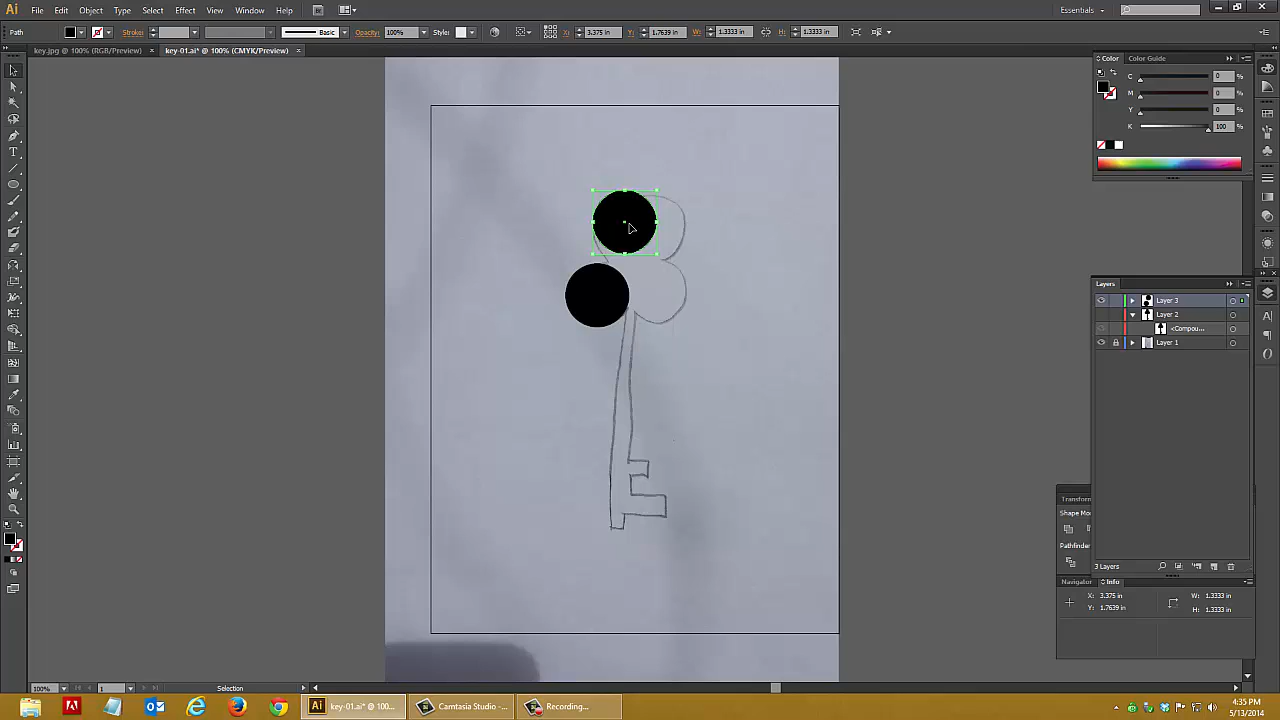 Ai File Edit Object Type Select Effect View Window Help Br Essentials
Path Stroke: Basic Opacity: 100% Style: X: 3.375 in Y: 1.7639 in W: 1.3333 in H: 1.3333 in
key.jpg @ 100% (RGB/Preview) × key-01.ai* @ 100% (CMYK/Preview) ×
Color Color Guide
C 0 %
M 0 %
Y 0 %
K 100 %
Layers
Layer 3
Layer 2
<Compou...
Layer 1
Transform
Shape Mo
Pathfinder
3 Layers
Navigator Info
X: 3.375 in W: 1.3333 in
Y: 1.7639 in H: 1.3333 in
100% 1 Selection
Ai key-01.ai* @ 100... Camtasia Studio -... Recording...
4:35 PM
5/13/2014